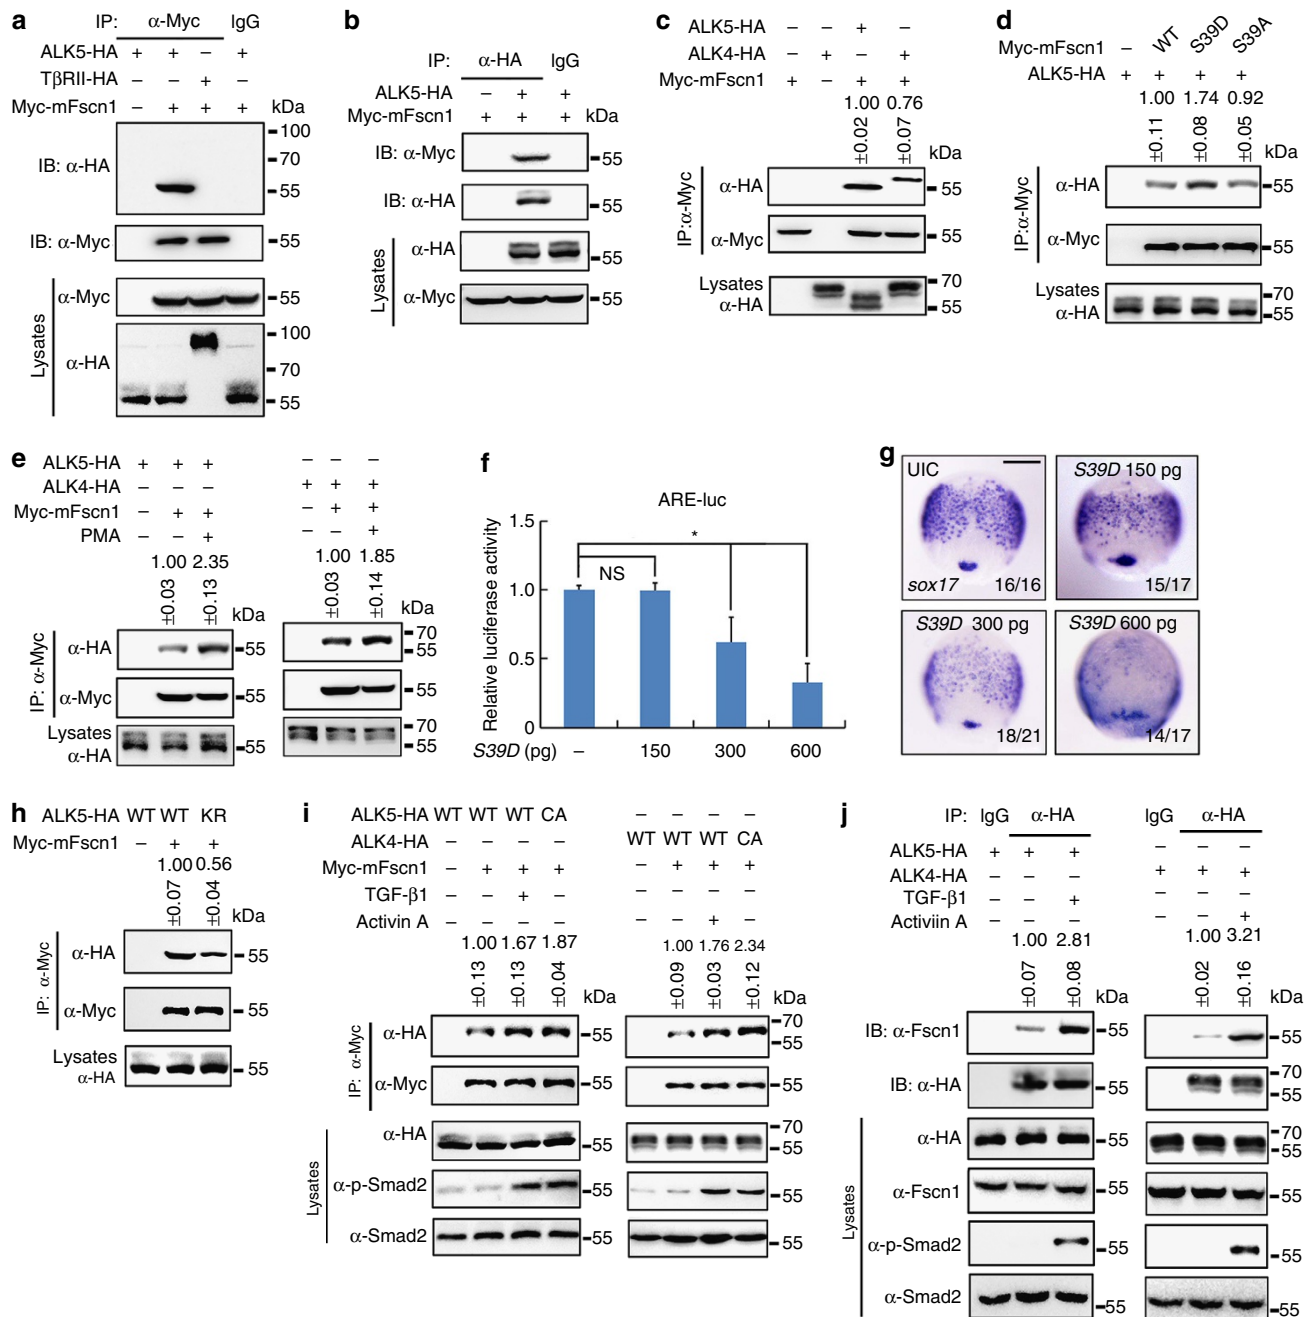 a
IP: α-Myc IgG
ALK5-HA + + – +
TβRII-HA – – + –
Myc-mFscn1 – + + + kDa
IB: α-HA
100
70
55
IB: α-Myc 55
Lysates
α-Myc 55
α-HA
100
70
55
b
IP: α-HA IgG
ALK5-HA – + +
Myc-mFscn1 + + + kDa
IB: α-Myc 55
IB: α-HA 55
Lysates
α-HA 55
α-Myc 55
c
ALK5-HA – – + –
ALK4-HA – + – +
Myc-mFscn1 + – + +
1.00 0.76
±0.02 ±0.07 kDa
IP:α-Myc
α-HA 55
α-Myc 55
Lysates
α-HA
70
55
d
Myc-mFscn1 – WT S39D S39A
ALK5-HA + + + +
1.00 1.74 0.92
±0.11 ±0.08 ±0.05 kDa
IP:α-Myc
α-HA 55
α-Myc 55
Lysates
α-HA
70
55
e
ALK5-HA + + + – – –
ALK4-HA – – – + + +
Myc-mFscn1 – + + – + +
PMA – – + – – +
1.00 2.35 1.00 1.85
±0.03 ±0.13 kDa ±0.03 ±0.14 kDa
IP: α-Myc
α-HA 55 70 55
α-Myc 55 55
Lysates
α-HA 55 70 55
f
ARE-luc
Relative luciferase activity
1.5
1.0
0.5
0
NS
*
S39D (pg) – 150 300 600
g
UIC
sox17 16/16
S39D 150 pg
15/17
S39D 300 pg
18/21
S39D 600 pg
14/17
h
ALK5-HA WT WT KR
Myc-mFscn1 – + +
1.00 0.56
±0.07 ±0.04 kDa
IP: α-Myc
α-HA 55
α-Myc 55
Lysates
α-HA 55
i
ALK5-HA WT WT WT CA – – – –
ALK4-HA – – – – WT WT WT CA
Myc-mFscn1 – + + + – + + +
TGF-β1 – – + – – – – –
Activin A – – – – – – + –
1.00 1.67 1.87 1.00 1.76 2.34
±0.13 ±0.13 ±0.04 kDa ±0.09 ±0.03 ±0.12 kDa
IP: α-Myc
α-HA 55 70 55
α-Myc 55 55
Lysates
α-HA 55 70 55
α-p-Smad2 55 55
α-Smad2 55 55
j
IP: IgG α-HA IgG α-HA
ALK5-HA + + + – – –
ALK4-HA – – – + + +
TGF-β1 – – + – – –
Activiin A – – – – – +
1.00 2.81 1.00 3.21
±0.07 ±0.08 kDa ±0.02 ±0.16 kDa
IB: α-Fscn1 55 55
IB: α-HA 55 70 55
Lysates
α-HA 55 70 55
α-Fscn1 55 55
α-p-Smad2 55 55
α-Smad2 55 55